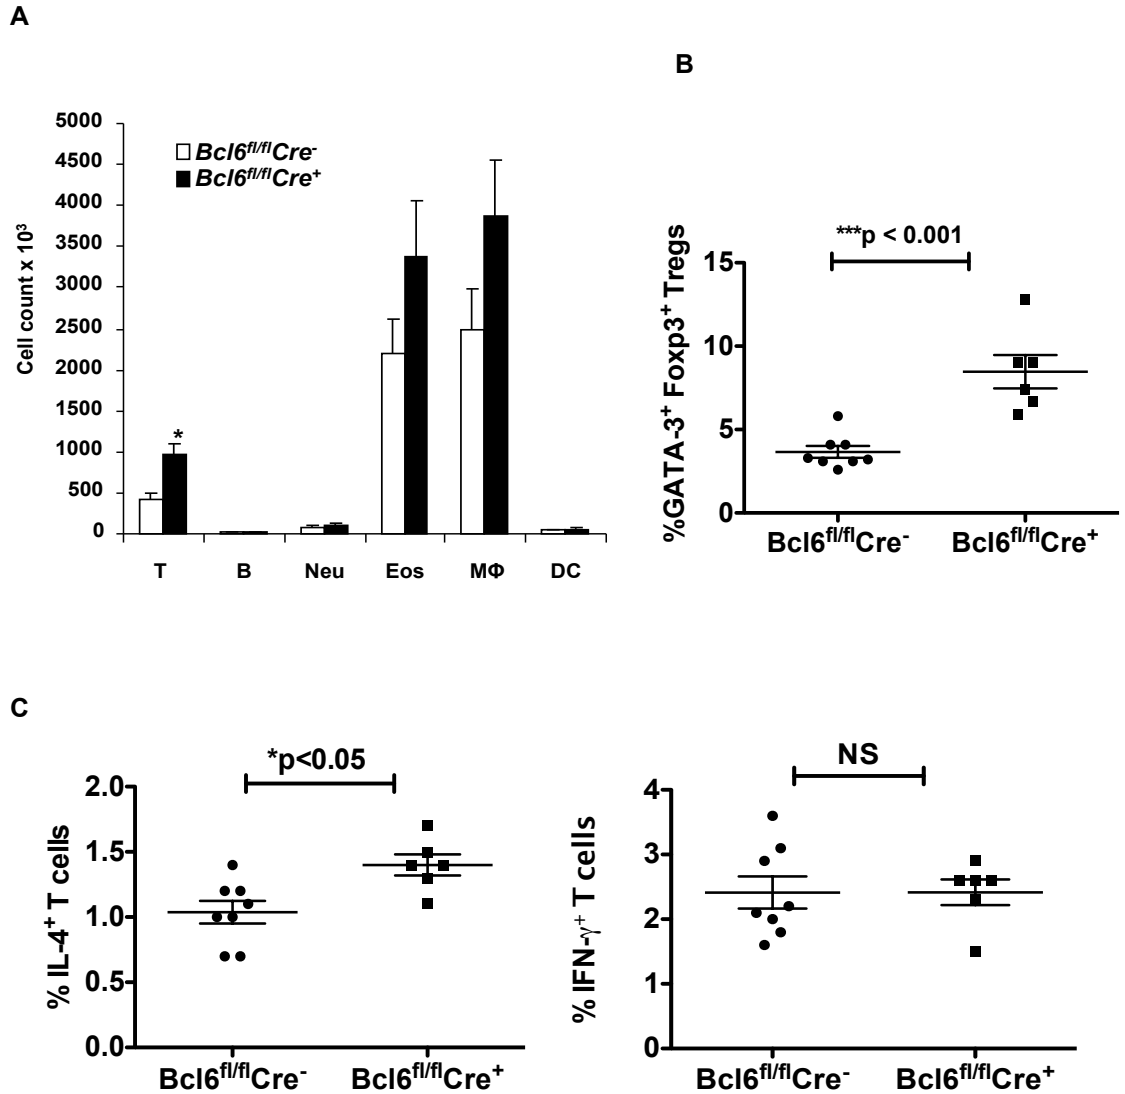 A
B
5000
4500
4000
3500
3000
2500
2000
1500
1000
500
0
Cell count x 10³
Bcl6ᶠˡ/ᶠˡCre⁻
Bcl6ᶠˡ/ᶠˡCre⁺
*
T B Neu Eos MΦ DC
***p < 0.001
%GATA-3⁺ Foxp3⁺ Tregs
15
10
5
0
Bcl6ᶠˡ/ᶠˡCre⁻ Bcl6ᶠˡ/ᶠˡCre⁺
C
*p<0.05
% IL-4⁺ T cells
2.0
1.5
1.0
0.5
0.0
Bcl6ᶠˡ/ᶠˡCre⁻ Bcl6ᶠˡ/ᶠˡCre⁺
NS
% IFN-γ⁺ T cells
4
3
2
1
0
Bcl6ᶠˡ/ᶠˡCre⁻ Bcl6ᶠˡ/ᶠˡCre⁺